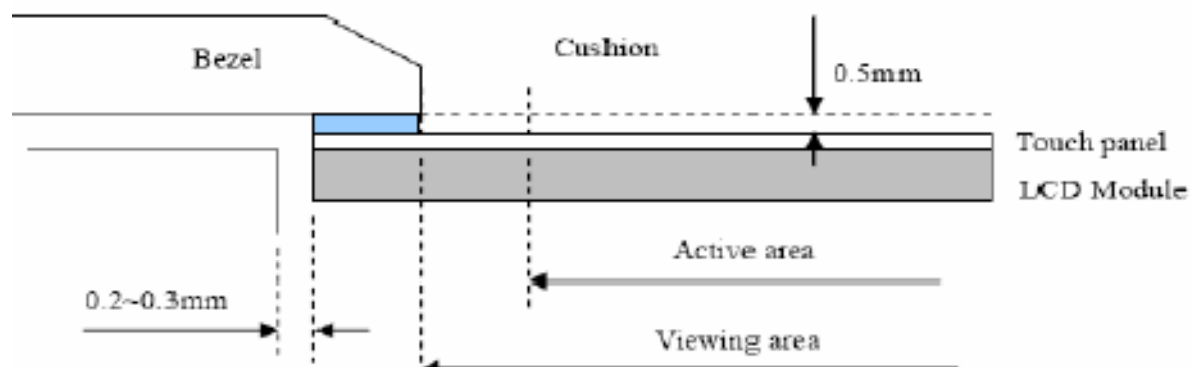 Cushion
Bezel
0.5mm
Touch panel
LCD Module
Active area
0.2~0.3mm
Viewing area